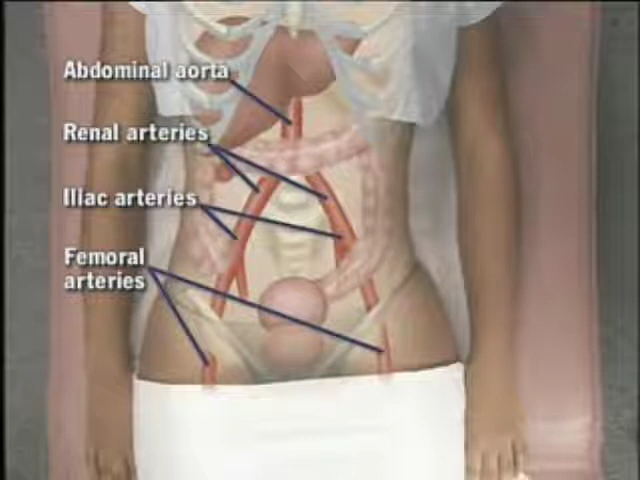 Abdominal aorta
Renal arteries
Iliac arteries
Femoral
arteries